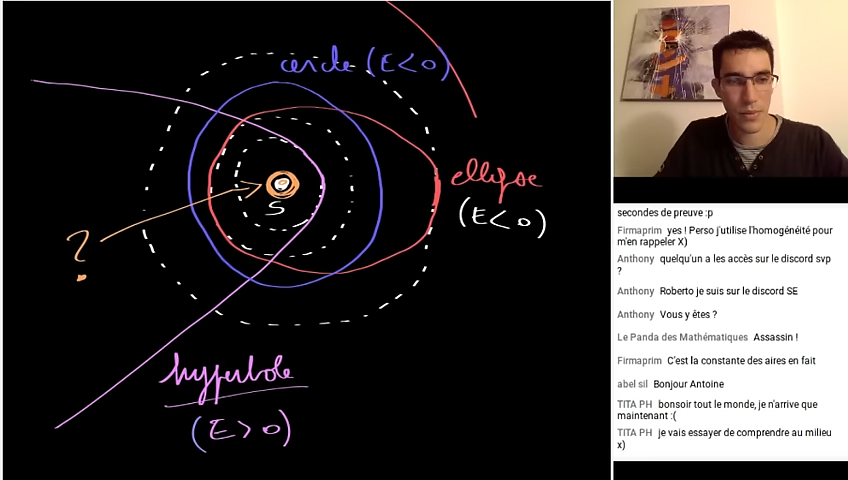 cercle (E<0)
ellipse
(E<0)
S
?
hyperbole
(E>0)
secondes de preuve :p
Firmaprim yes ! Perso j'utilise l'homogénéité pour
m'en rappeler X)
Anthony quelqu'un a les accès sur le discord svp
?
Anthony Roberto je suis sur le discord SE
Anthony Vous y êtes ?
Le Panda des Mathématiques Assassin !
Firmaprim C'est la constante des aires en fait
abel sil Bonjour Antoine
TITA PH bonsoir tout le monde, je n'arrive que
maintenant :(
TITA PH je vais essayer de comprendre au milieu
x)